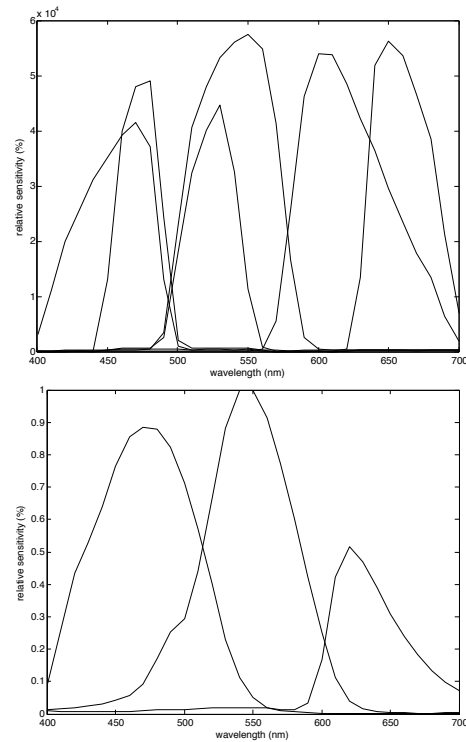 x 10⁴
6
5
4
3
2
1
0
relative sensitivity (%)
400 450 500 550 600 650 700
wavelength (nm)
1
0.9
0.8
0.7
0.6
0.5
0.4
0.3
0.2
0.1
0
relative sensitivity (%)
400 450 500 550 600 650 700
wavelength (nm)